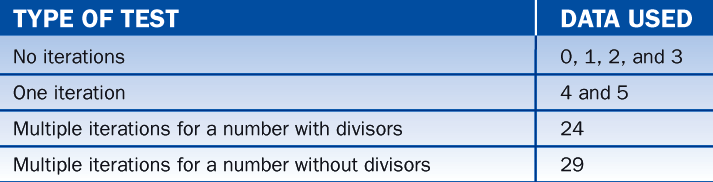 TYPE OF TEST DATA USED
No iterations 0, 1, 2, and 3
One iteration 4 and 5
Multiple iterations for a number with divisors 24
Multiple iterations for a number without divisors 29